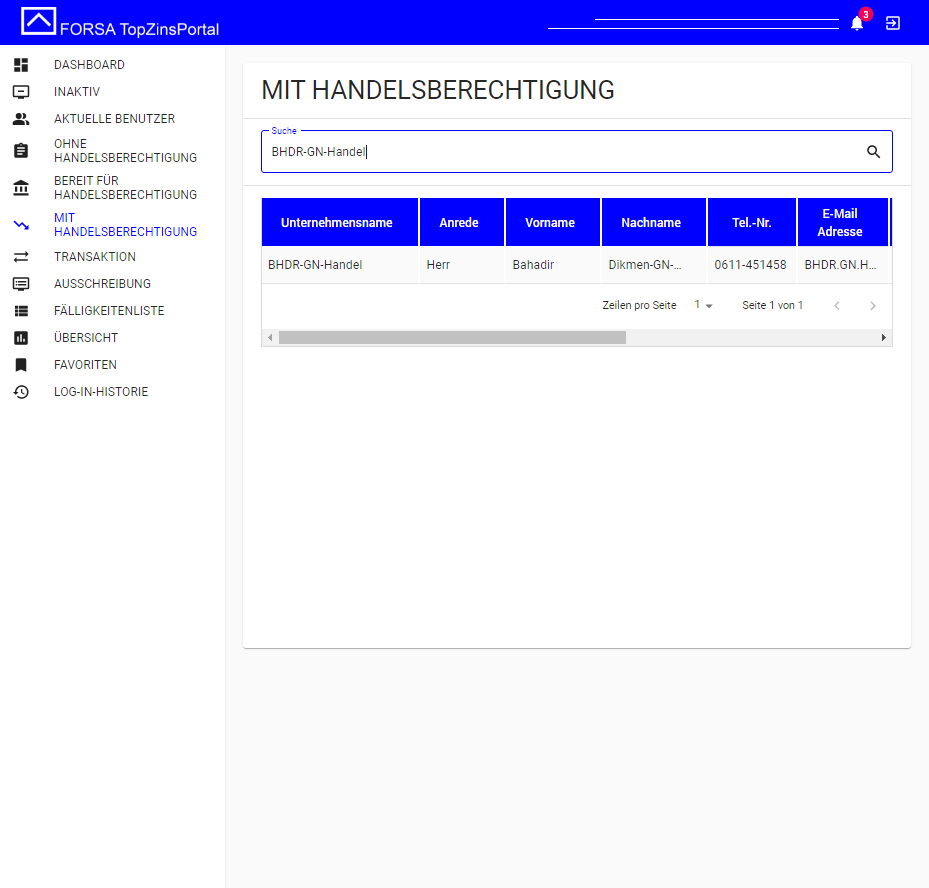 FORSA TopZinsPortal
3
DASHBOARD
INAKTIV
AKTUELLE BENUTZER
OHNE
HANDELSBERECHTIGUNG
BEREIT FÜR
HANDELSBERECHTIGUNG
MIT
HANDELSBERECHTIGUNG
TRANSAKTION
AUSSCHREIBUNG
FÄLLIGKEITENLISTE
ÜBERSICHT
FAVORITEN
LOG-IN-HISTORIE
MIT HANDELSBERECHTIGUNG
Suche
BHDR-GN-Handel
Unternehmensname Anrede Vorname Nachname Tel.-Nr. E-Mail Adresse
BHDR-GN-Handel Herr Bahadir Dikmen-GN-... 0611-451458 BHDR.GN.H...
Zeilen pro Seite 1 Seite 1 von 1